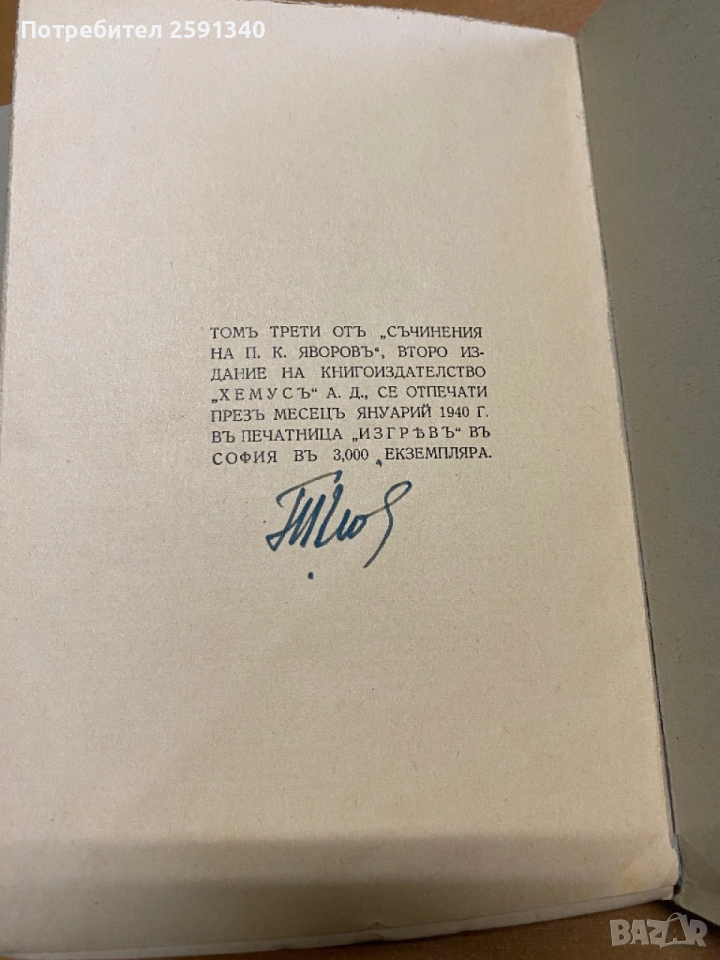 Потребител 2591340
ТОМЪ ТРЕТИ ОТЪ „СЪЧИНЕНИЯ
НА П. К. ЯВОРОВЪ“, ВТОРО ИЗ-
ДАНИЕ НА КНИГОИЗДАТЕЛСТВО
„ХЕМУСЪ“ А. Д., СЕ ОТПЕЧАТИ
ПРЕЗЪ МЕСЕЦЪ ЯНУАРИЙ 1940 Г.
ВЪ ПЕЧАТНИЦА „ИЗГРѢВЪ“ ВЪ
СОФИЯ ВЪ 3,000 ЕКЗЕМПЛЯРА.
BAZAR